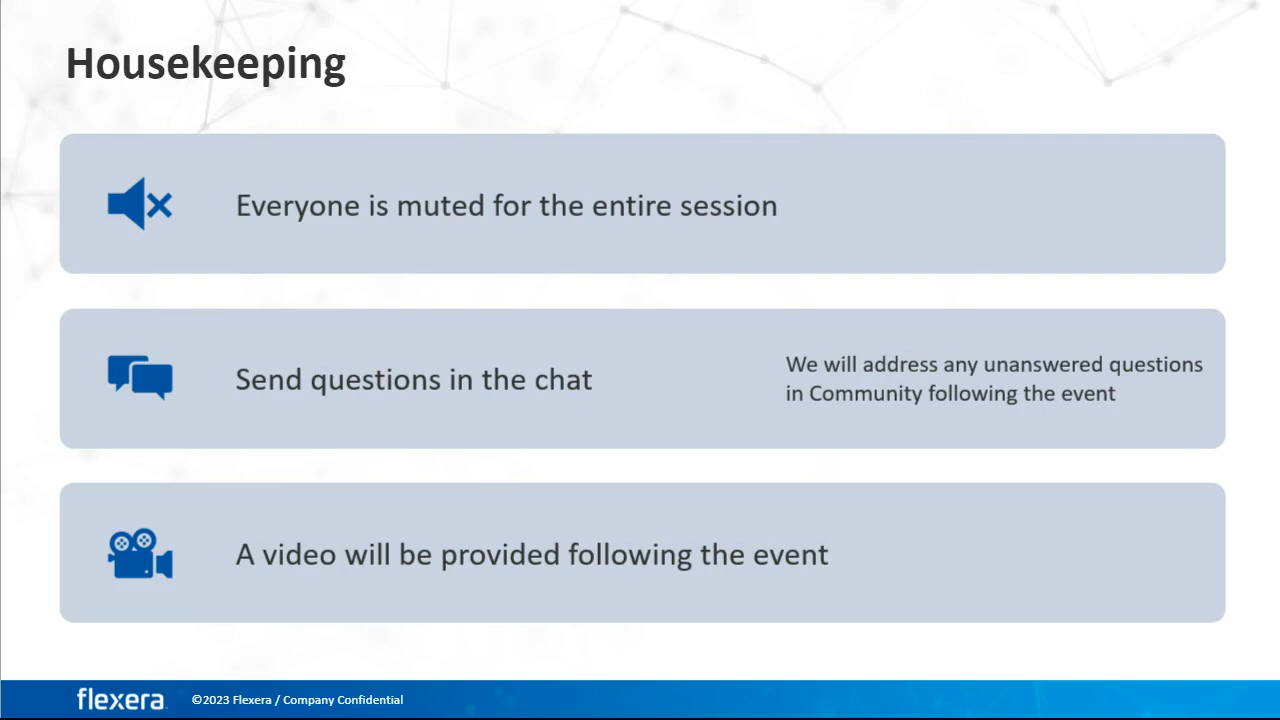 Housekeeping
Everyone is muted for the entire session
Send questions in the chat
We will address any unanswered questions
in Community following the event
A video will be provided following the event
flexera
©2023 Flexera / Company Confidential